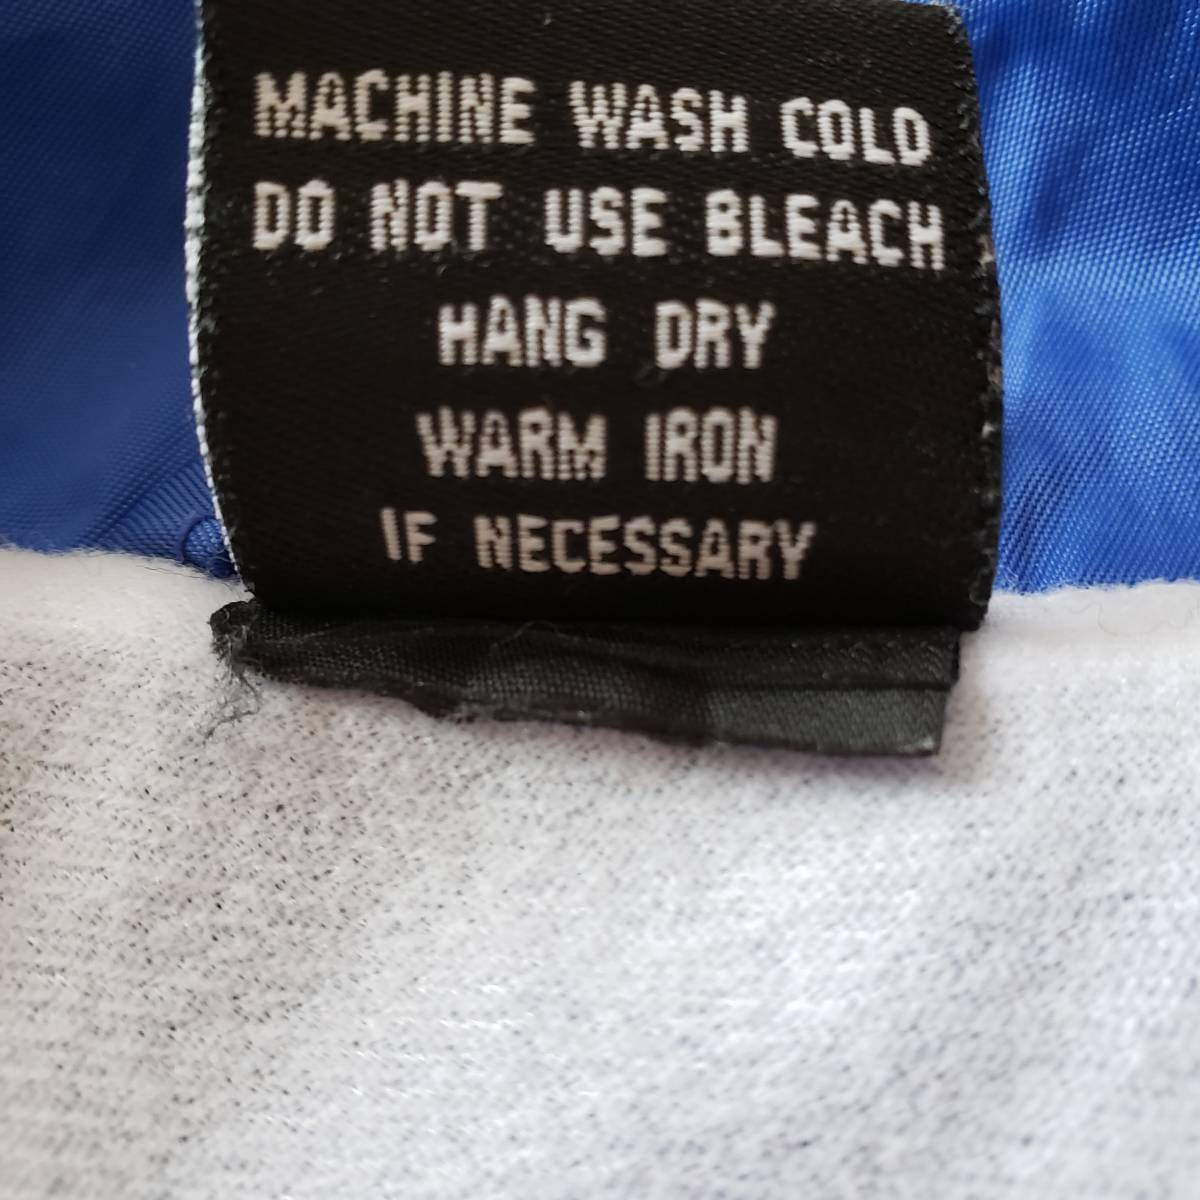 MACHINE WASH COLD
DO NOT USE BLEACH
HANG DRY
WARM IRON
IF NECESSARY